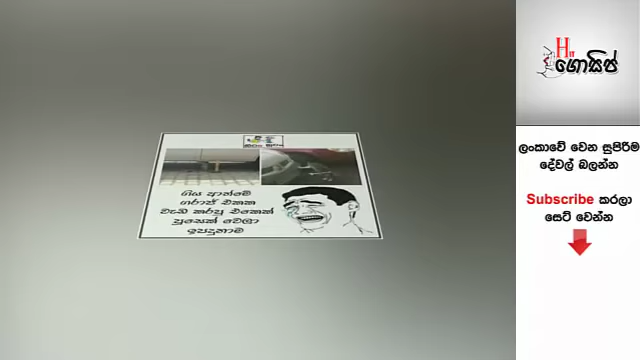 Hit
ගොසිප්
ලංකාවේ වෙන සුපිරිම
දේවල් බලන්න
Subscribe කරලා
සෙට් වෙන්න
ගිය ආත්මේ
ගරාජ් එකක
වැඩ කරපු එකෙක්
පුසෙක් වෙලා
ඉපදුනාම